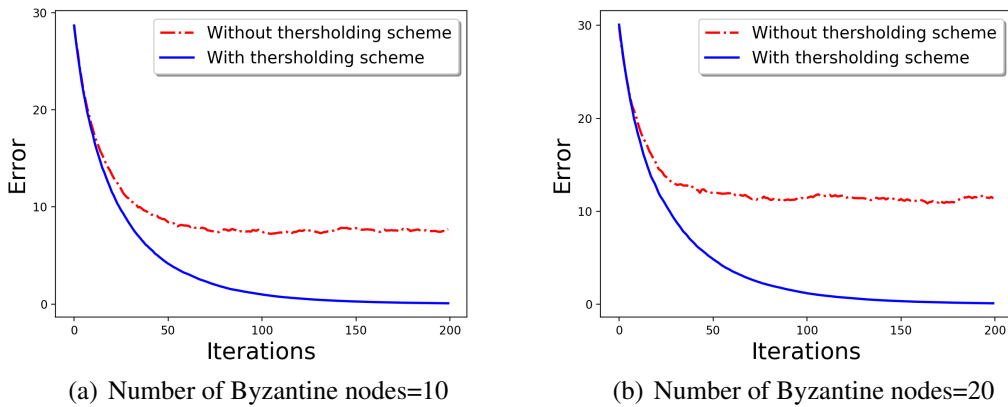 30
20
10
0
Error
Without thersholding scheme
With thersholding scheme
0 50 100 150 200
Iterations
(a) Number of Byzantine nodes=10
30
20
10
0
Error
Without thersholding scheme
With thersholding scheme
0 50 100 150 200
Iterations
(b) Number of Byzantine nodes=20